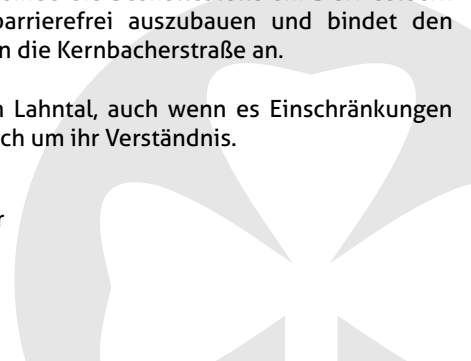 barrierefrei auszubauen und bindet den
n die Kernbacherstraße an.
n Lahntal, auch wenn es Einschränkungen
ch um ihr Verständnis.
r